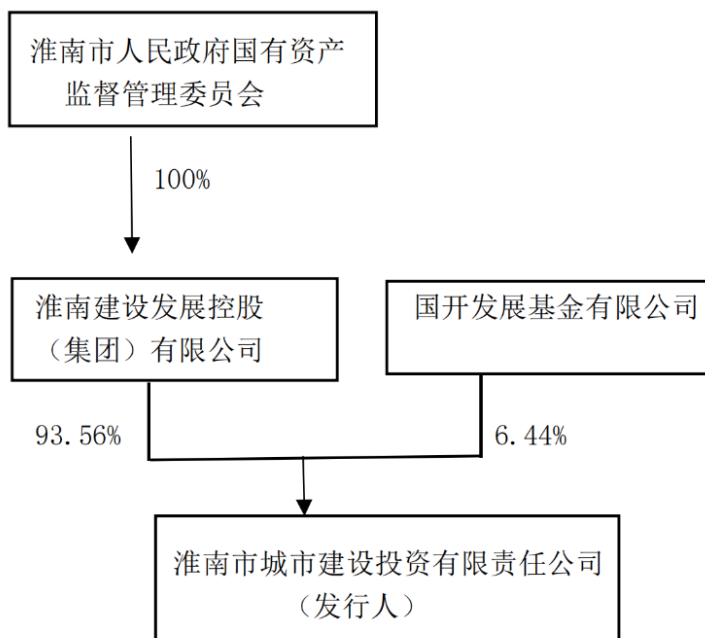 淮南市人民政府国有资产
监督管理委员会
100%
淮南建设发展控股
（集团）有限公司
国开发展基金有限公司
93.56%
6.44%
淮南市城市建设投资有限责任公司
（发行人）